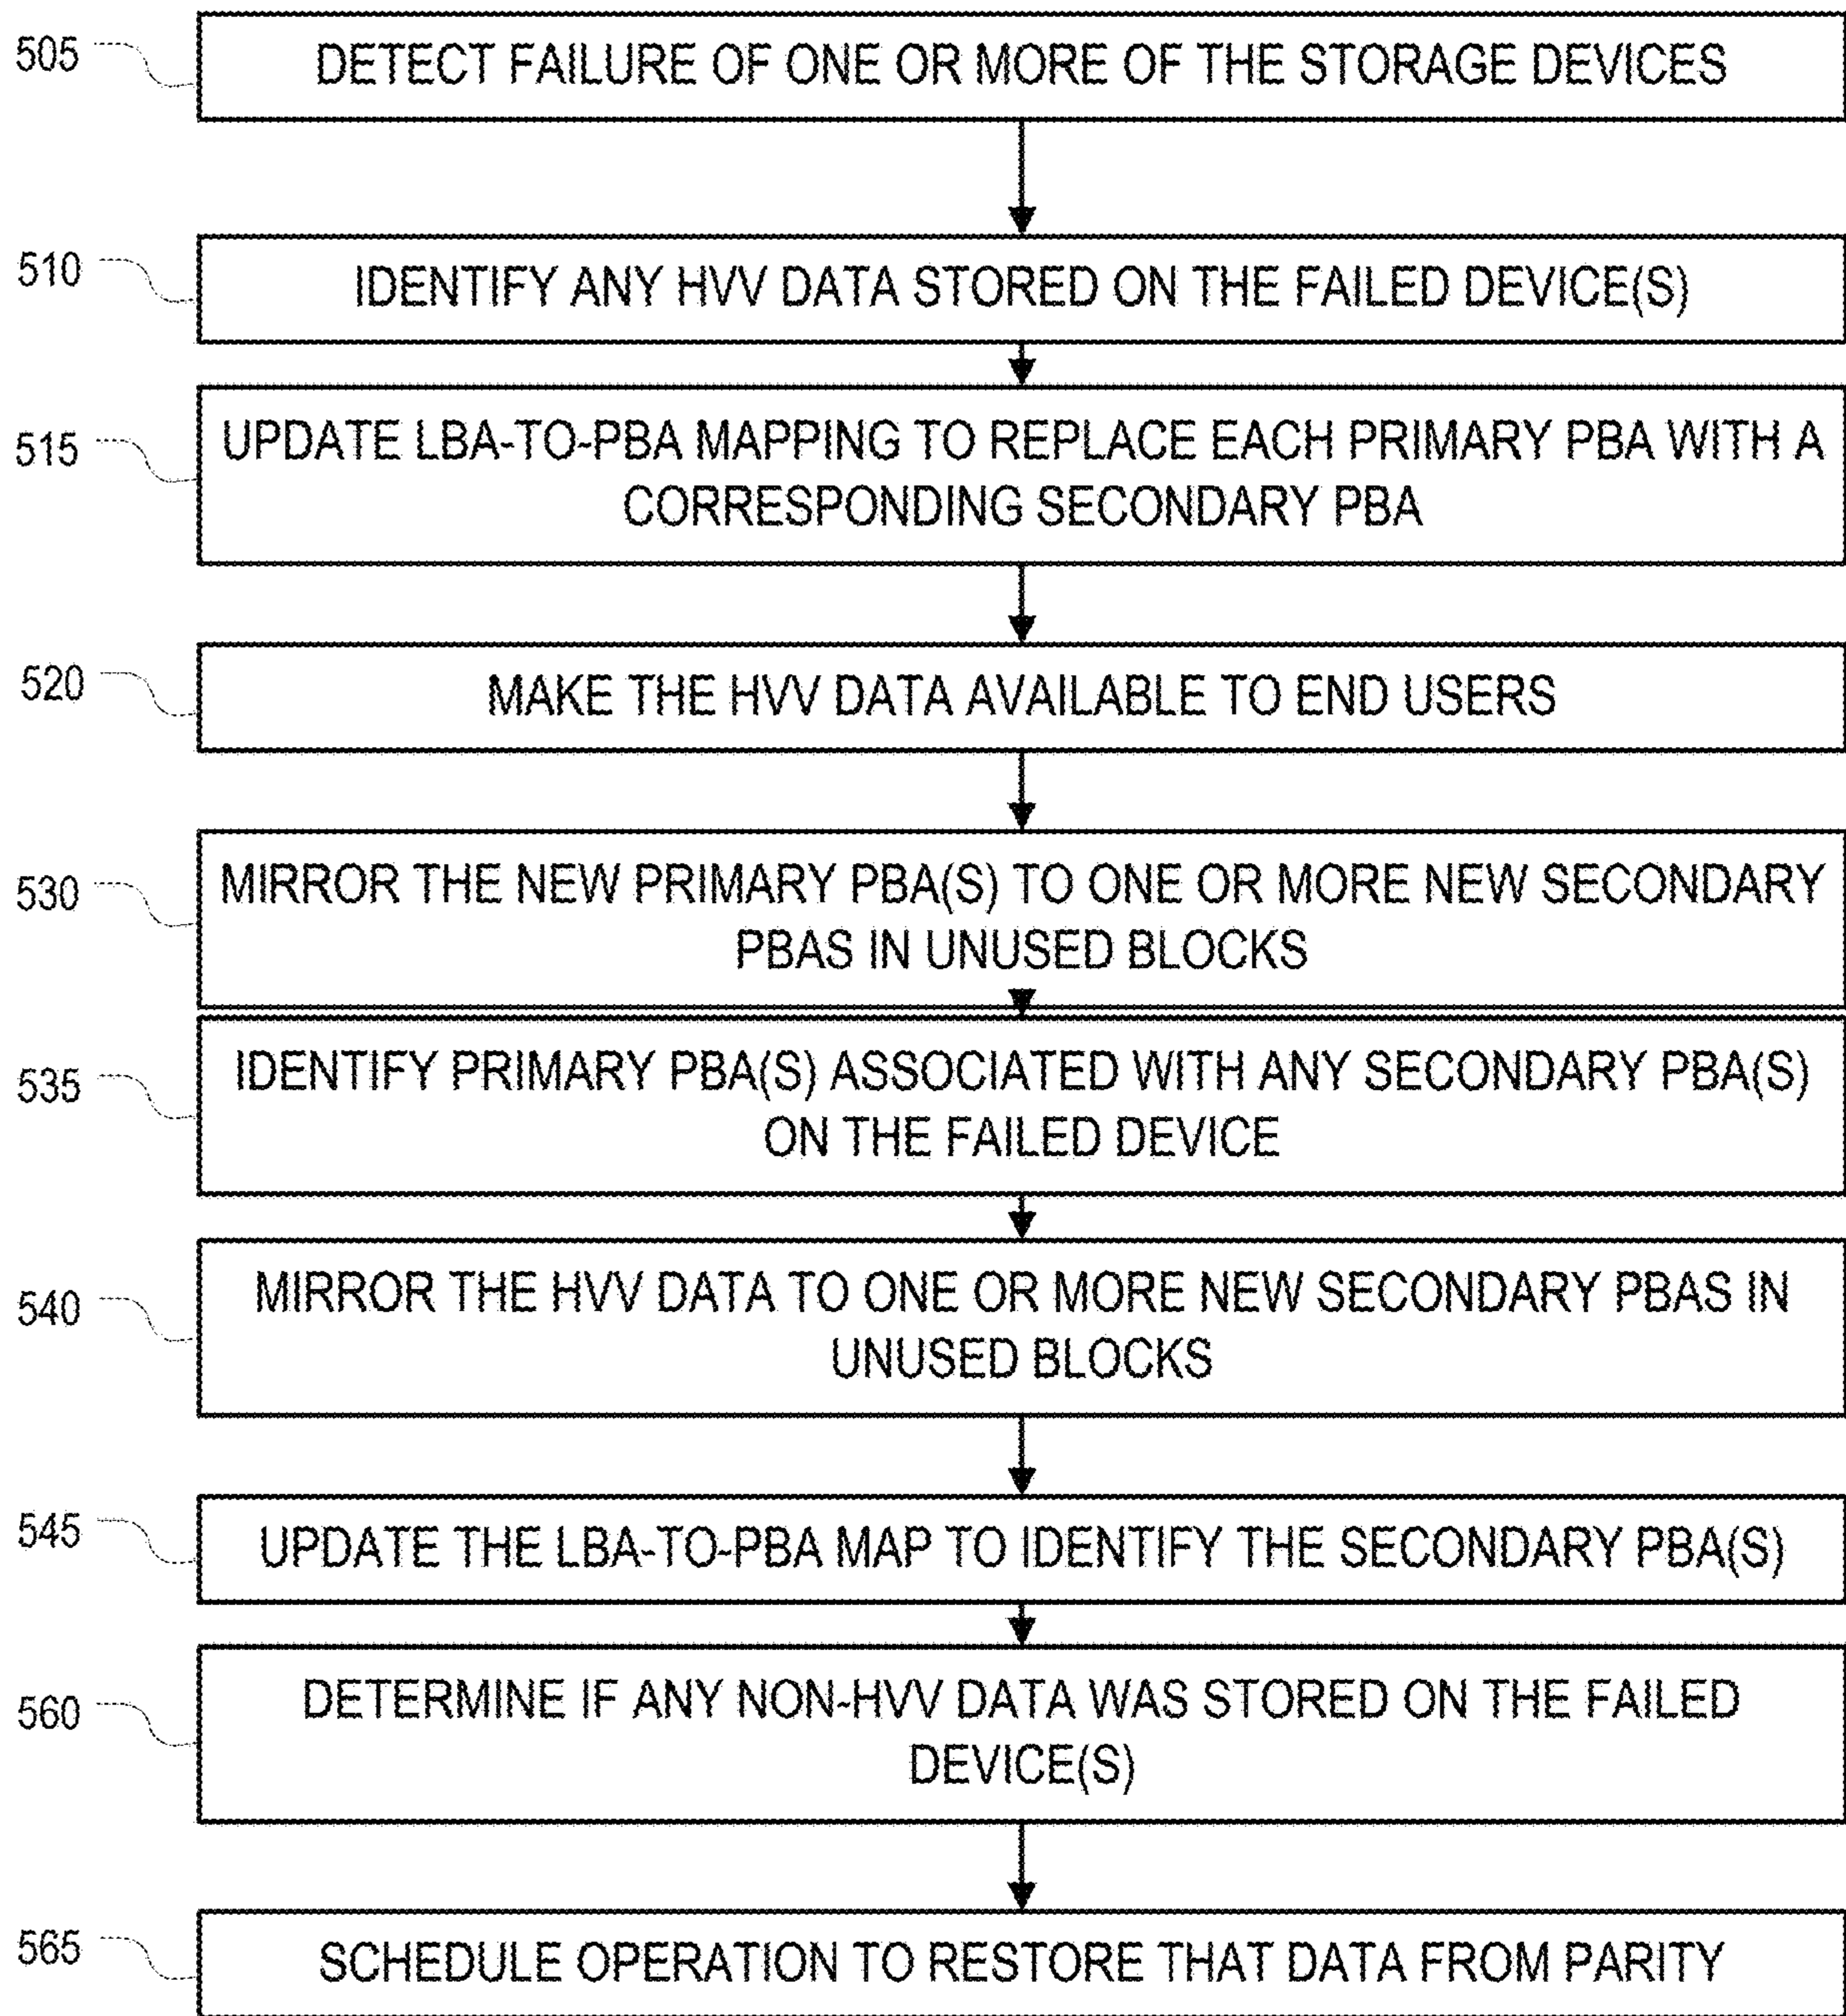 505
DETECT FAILURE OF ONE OR MORE OF THE STORAGE DEVICES
510
IDENTIFY ANY HVV DATA STORED ON THE FAILED DEVICE(S)
515
UPDATE LBA-TO-PBA MAPPING TO REPLACE EACH PRIMARY PBA WITH A
CORRESPONDING SECONDARY PBA
520
MAKE THE HVV DATA AVAILABLE TO END USERS
530
MIRROR THE NEW PRIMARY PBA(S) TO ONE OR MORE NEW SECONDARY
PBAS IN UNUSED BLOCKS
535
IDENTIFY PRIMARY PBA(S) ASSOCIATED WITH ANY SECONDARY PBA(S)
ON THE FAILED DEVICE
540
MIRROR THE HVV DATA TO ONE OR MORE NEW SECONDARY PBAS IN
UNUSED BLOCKS
545
UPDATE THE LBA-TO-PBA MAP TO IDENTIFY THE SECONDARY PBA(S)
560
DETERMINE IF ANY NON-HVV DATA WAS STORED ON THE FAILED
DEVICE(S)
565
SCHEDULE OPERATION TO RESTORE THAT DATA FROM PARITY